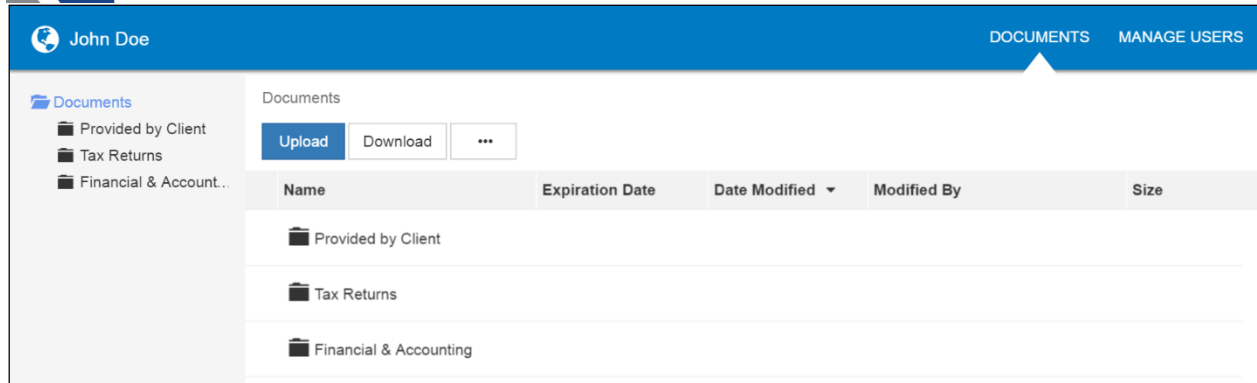 John Doe
DOCUMENTS MANAGE USERS
Documents
Provided by Client
Tax Returns
Financial & Account...
Documents
Upload Download •••
Name Expiration Date Date Modified Modified By Size
Provided by Client
Tax Returns
Financial & Accounting